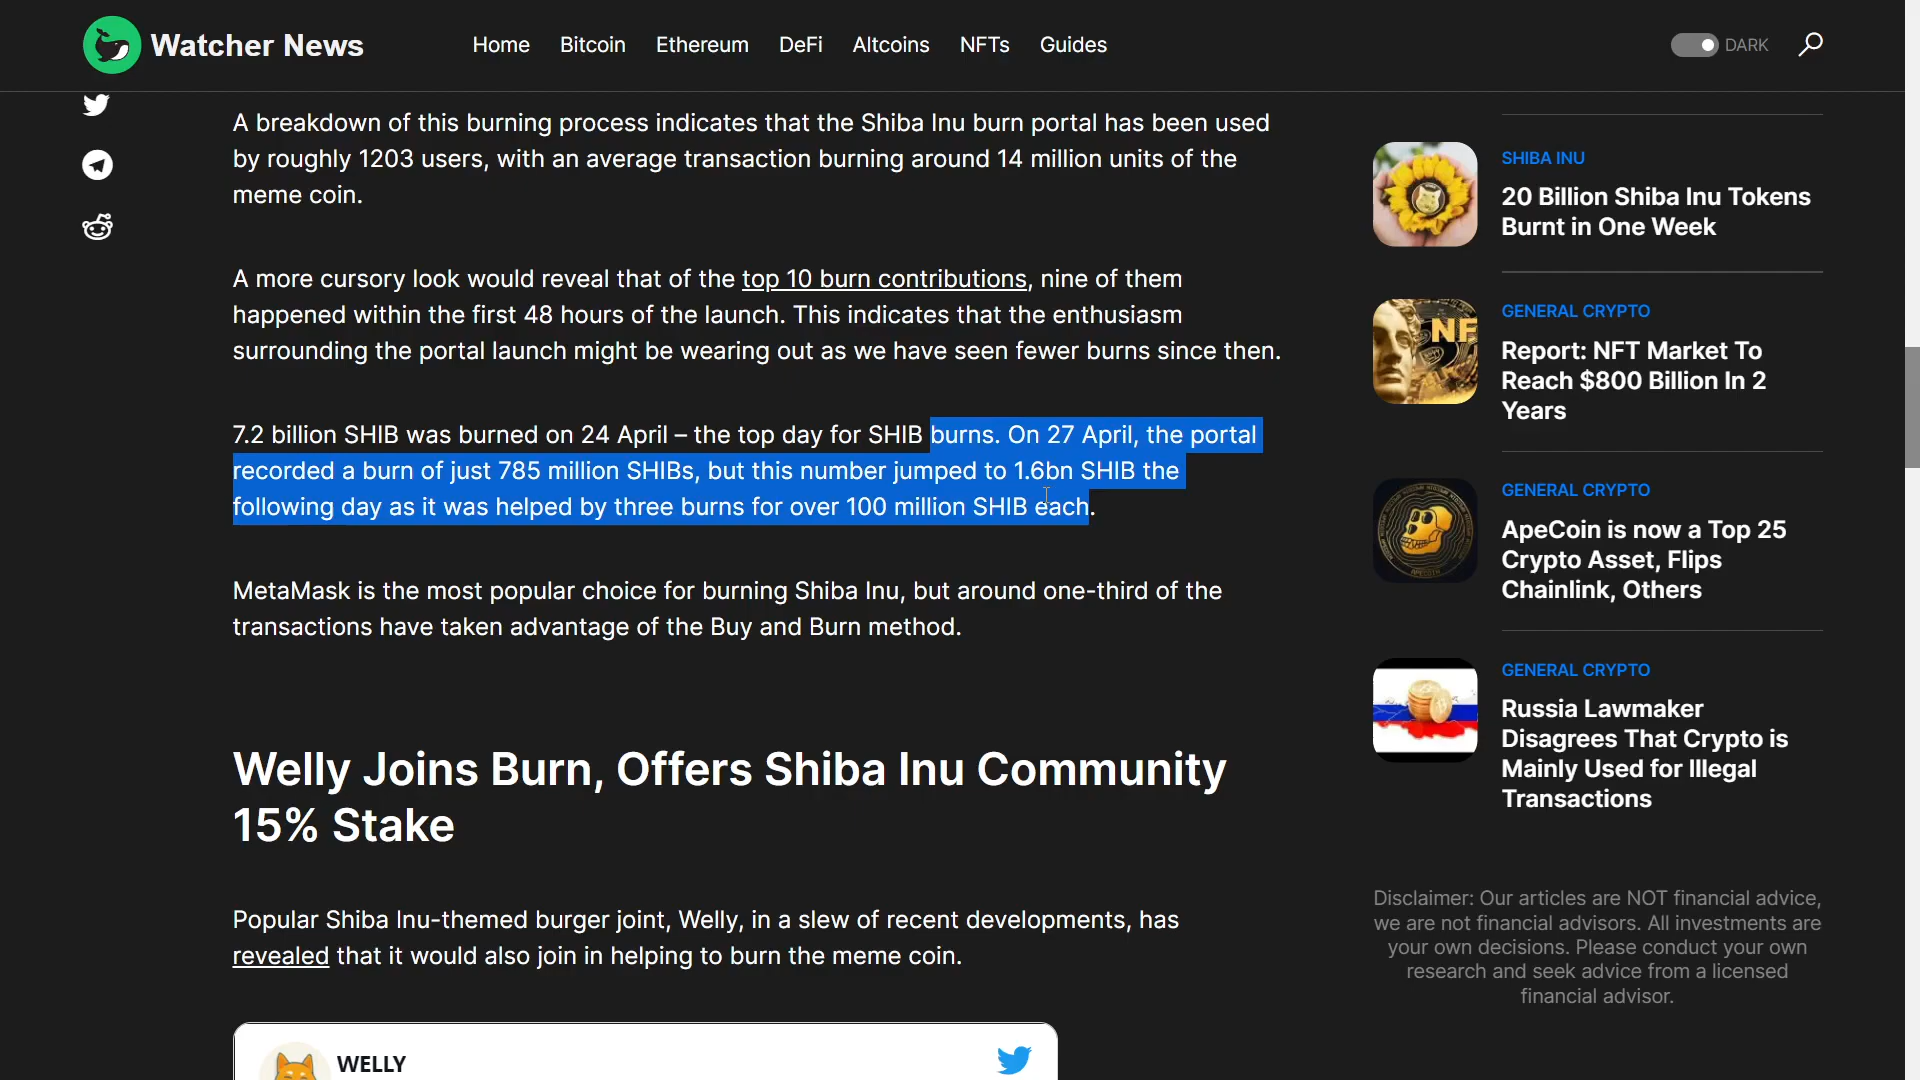 Watcher News
Home Bitcoin Ethereum DeFi Altcoins NFTs Guides
DARK
A breakdown of this burning process indicates that the Shiba Inu burn portal has been used
by roughly 1203 users, with an average transaction burning around 14 million units of the
meme coin.
A more cursory look would reveal that of the top 10 burn contributions, nine of them
happened within the first 48 hours of the launch. This indicates that the enthusiasm
surrounding the portal launch might be wearing out as we have seen fewer burns since then.
7.2 billion SHIB was burned on 24 April – the top day for SHIB burns. On 27 April, the portal
recorded a burn of just 785 million SHIBs, but this number jumped to 1.6bn SHIB the
following day as it was helped by three burns for over 100 million SHIB each.
MetaMask is the most popular choice for burning Shiba Inu, but around one-third of the
transactions have taken advantage of the Buy and Burn method.
Welly Joins Burn, Offers Shiba Inu Community
15% Stake
Popular Shiba Inu-themed burger joint, Welly, in a slew of recent developments, has
revealed that it would also join in helping to burn the meme coin.
WELLY
SHIBA INU
20 Billion Shiba Inu Tokens
Burnt in One Week
NF
GENERAL CRYPTO
Report: NFT Market To
Reach $800 Billion In 2
Years
GENERAL CRYPTO
ApeCoin is now a Top 25
Crypto Asset, Flips
Chainlink, Others
GENERAL CRYPTO
Russia Lawmaker
Disagrees That Crypto is
Mainly Used for Illegal
Transactions
Disclaimer: Our articles are NOT financial advice,
we are not financial advisors. All investments are
your own decisions. Please conduct your own
research and seek advice from a licensed
financial advisor.